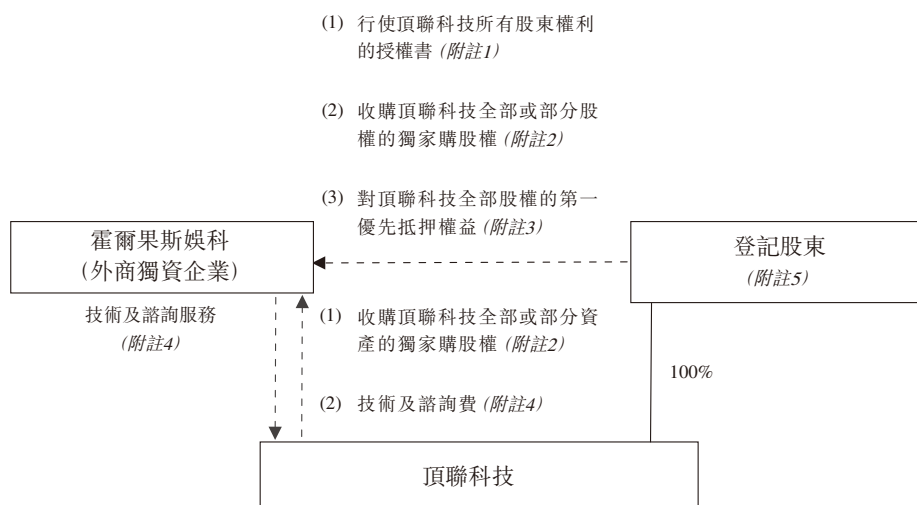 (1) 行使頂聯科技所有股東權利
的授權書(附註1)
(2) 收購頂聯科技全部或部分股
權的獨家購股權(附註2)
(3) 對頂聯科技全部股權的第一
優先抵押權益(附註3)
霍爾果斯娛科
(外商獨資企業)
登記股東
(附註5)
技術及諮詢服務
(附註4)
(1) 收購頂聯科技全部或部分資
產的獨家購股權(附註2)
100%
(2) 技術及諮詢費(附註4)
頂聯科技